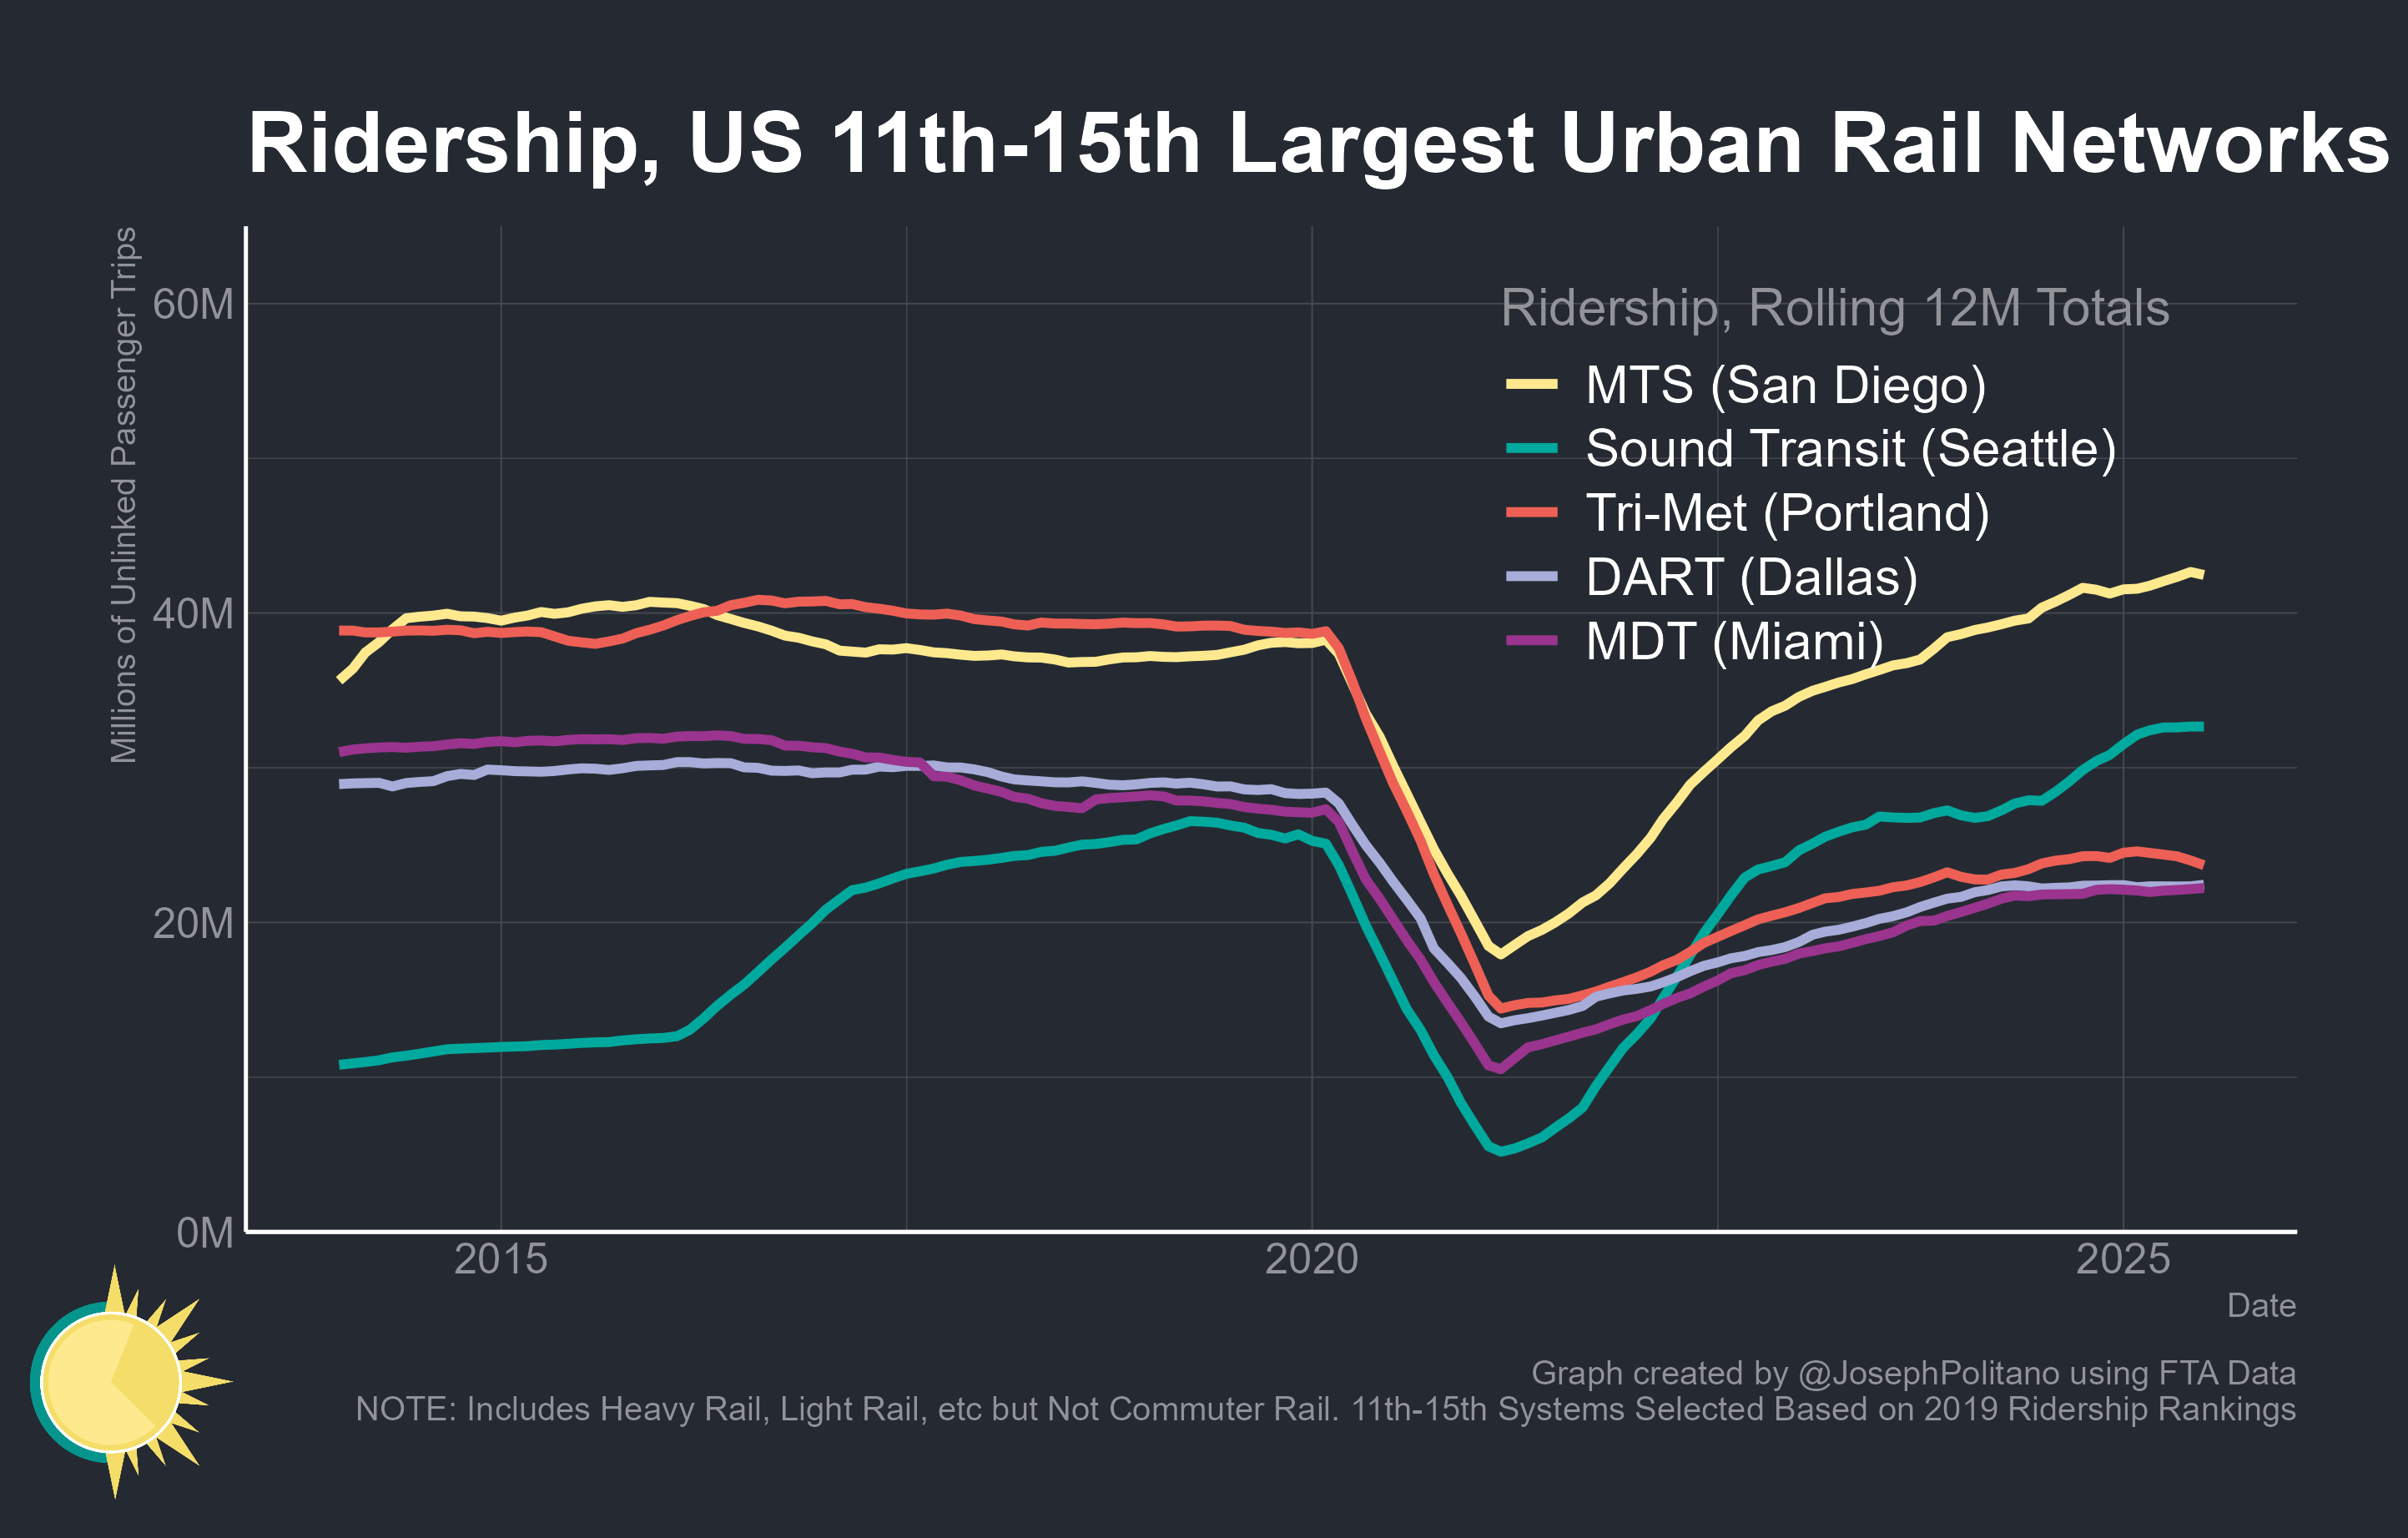 Ridership, US 11th-15th Largest Urban Rail Networks
Millions of Unlinked Passenger Trips
60M
40M
20M
0M
Ridership, Rolling 12M Totals
MTS (San Diego)
Sound Transit (Seattle)
Tri-Met (Portland)
DART (Dallas)
MDT (Miami)
2015
2020
2025
Date
Graph created by @JosephPolitano using FTA Data
NOTE: Includes Heavy Rail, Light Rail, etc but Not Commuter Rail. 11th-15th Systems Selected Based on 2019 Ridership Rankings